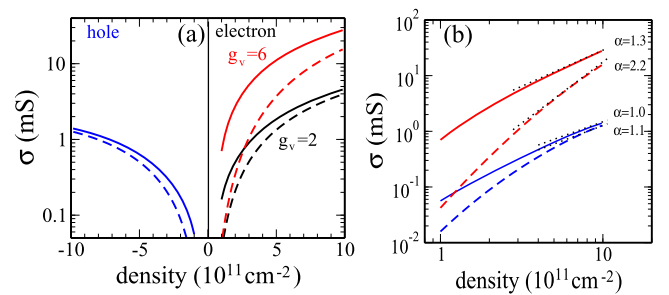 hole
(a)
electron
g_v=6
g_v=2
σ (mS)
10
1
0.1
-10
-5
0
5
10
density (10^11 cm^-2)
(b)
α=1.3
α=2.2
α=1.0
α=1.1
σ (mS)
10^2
10^1
10^0
10^-1
10^-2
1
10
density (10^11 cm^-2)